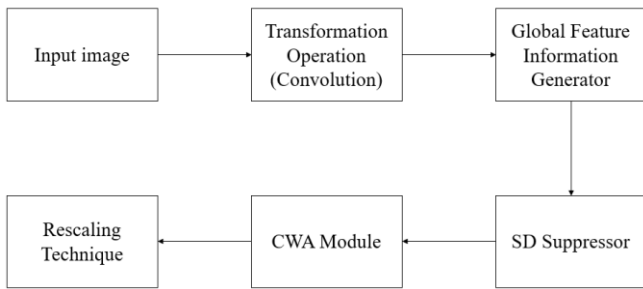 Input image
Transformation
Operation
(Convolution)
Global Feature
Information
Generator
Rescaling
Technique
CWA Module
SD Suppressor